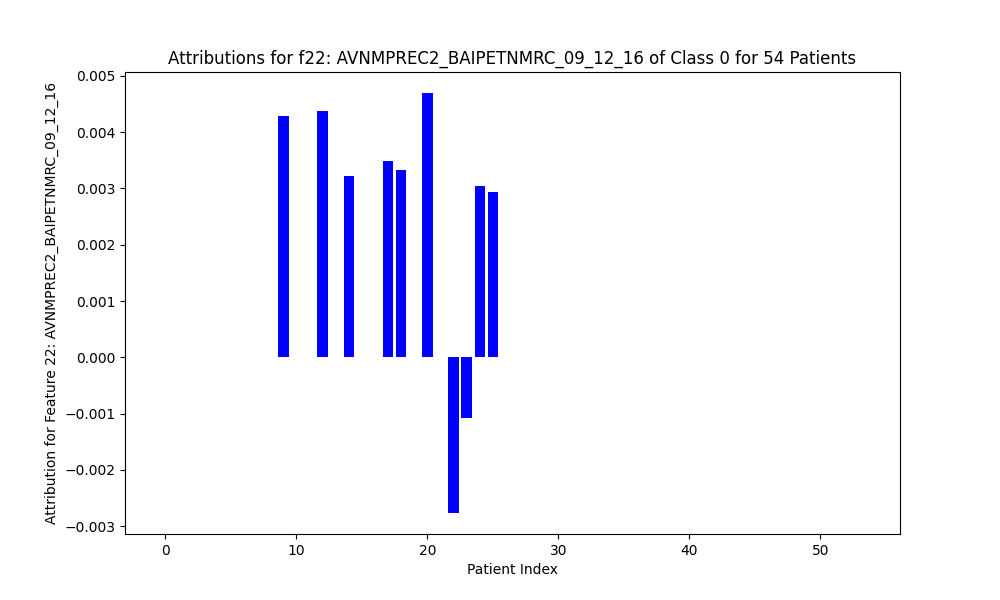 Attributions for f22: AVNMPREC2_BAIPETNMRC_09_12_16 of Class 0 for 54 Patients
Attribution for Feature 22: AVNMPREC2_BAIPETNMRC_09_12_16
0.005
0.004
0.003
0.002
0.001
0.000
−0.001
−0.002
−0.003
0 10 20 30 40 50
Patient Index